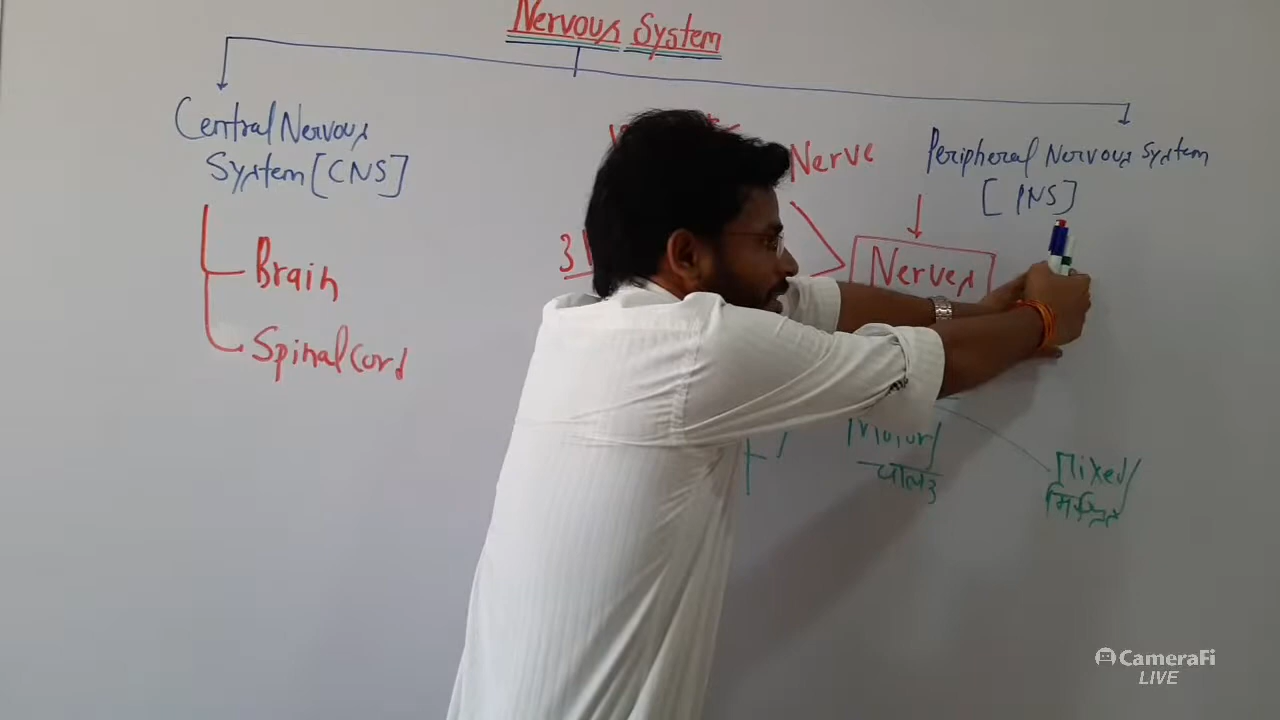 Nervous System
Central Nervous
System [CNS]
Brain
Spinal Cord
Nerve
31
Peripheral Nervous System
[PNS]
Nerves
Motor/
चालक
Mixed/
मिश्रित
CameraFi
LIVE